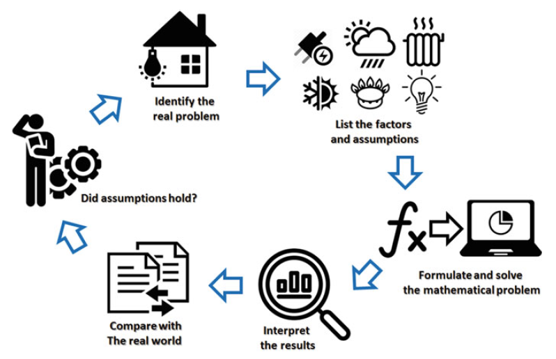 Identify the
real problem
List the factors
and assumptions
fx
Formulate and solve
the mathematical problem
Interpret
the results
Compare with
The real world
Did assumptions hold?